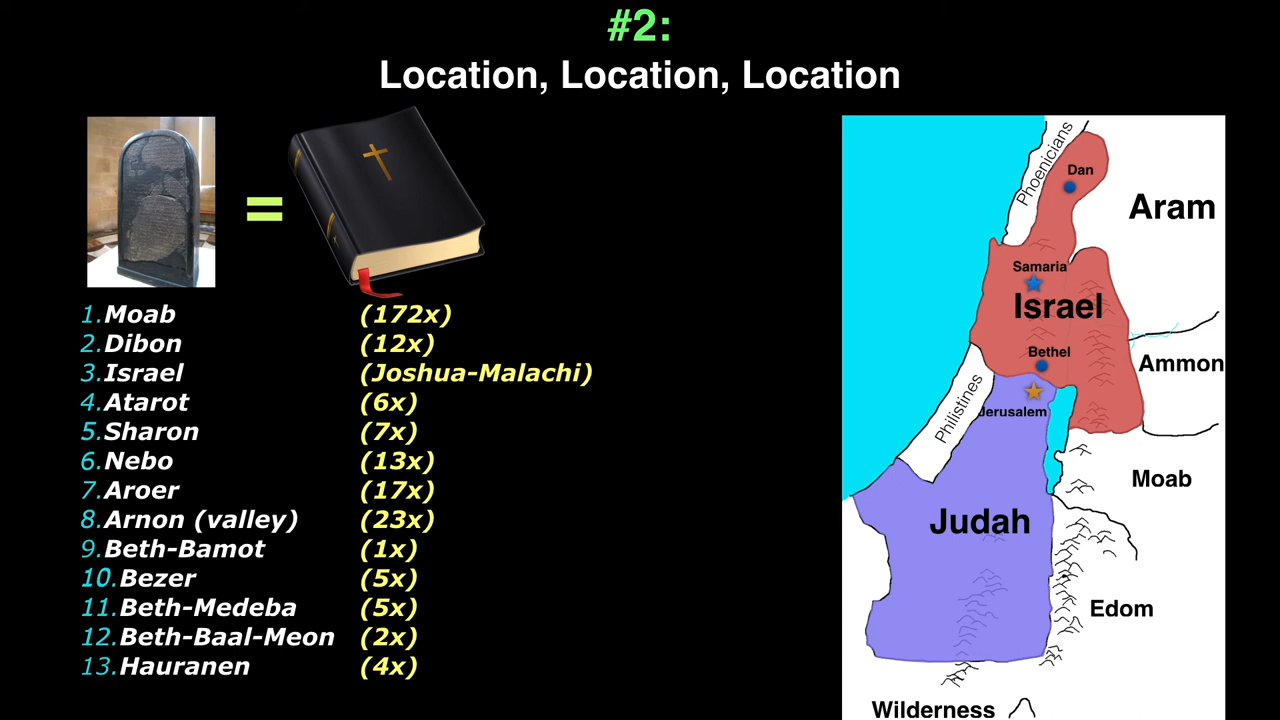 #2:
Location, Location, Location
=
1.Moab (172x)
2.Dibon (12x)
3.Israel (Joshua-Malachi)
4.Atarot (6x)
5.Sharon (7x)
6.Nebo (13x)
7.Aroer (17x)
8.Arnon (valley) (23x)
9.Beth-Bamot (1x)
10.Bezer (5x)
11.Beth-Medeba (5x)
12.Beth-Baal-Meon (2x)
13.Hauranen (4x)
Phoenicians
Dan
Aram
Samaria
Israel
Bethel
Ammon
Philistines
Jerusalem
Moab
Judah
Edom
Wilderness